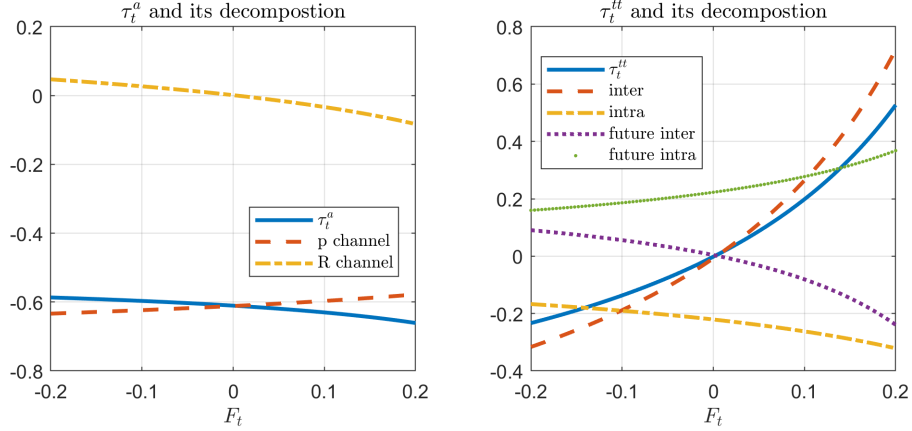 τ_t^a and its decompostion
0.2
0
-0.2
-0.4
-0.6
-0.8
τ_t^a
p channel
R channel
-0.2 -0.1 0 0.1 0.2
F_t
τ_t^tt and its decompostion
0.8
0.6
0.4
0.2
0
-0.2
-0.4
τ_t^tt
inter
intra
future inter
future intra
-0.2 -0.1 0 0.1 0.2
F_t